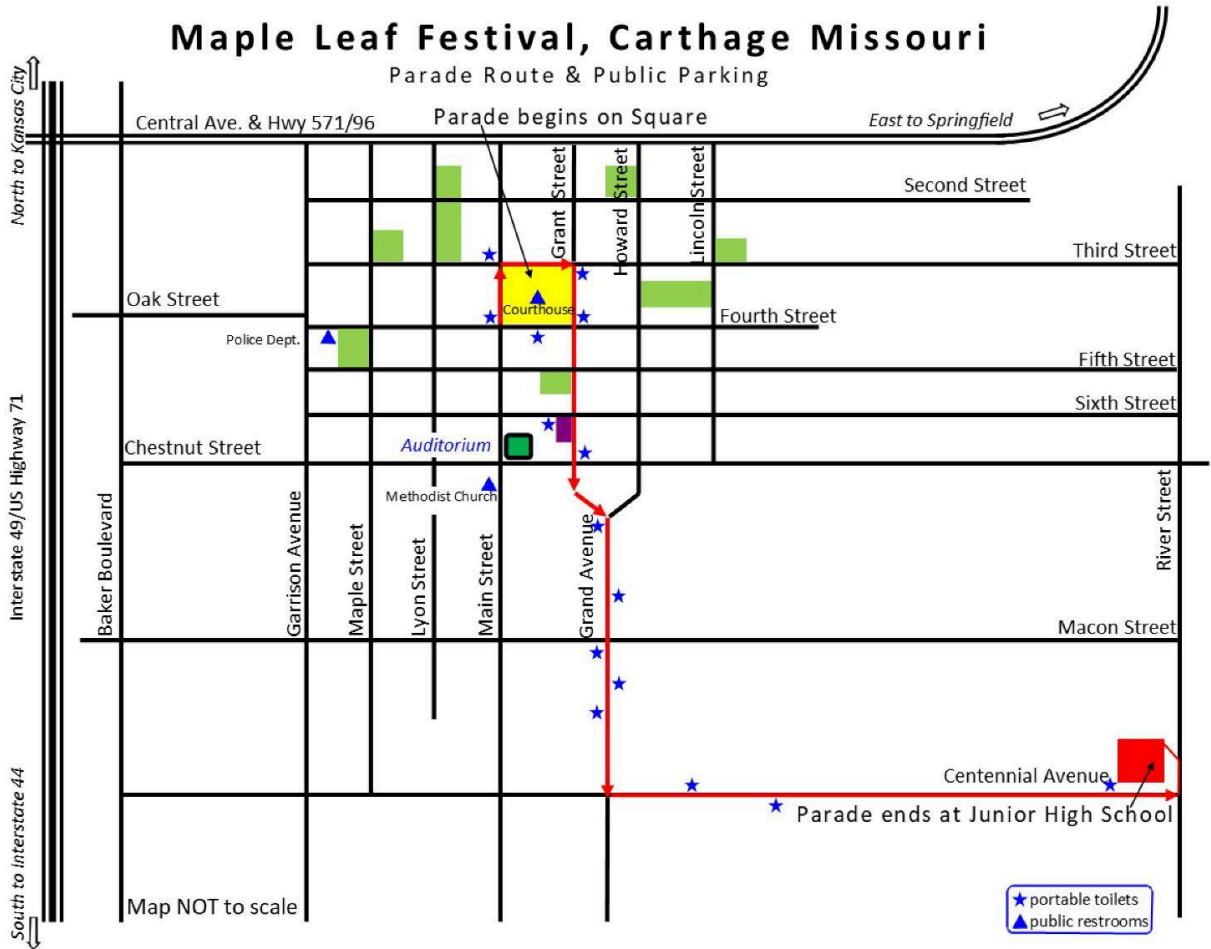 Maple Leaf Festival, Carthage Missouri
Parade Route & Public Parking
North to Kansas City
Central Ave. & Hwy 571/96
Parade begins on Square
East to Springfield
Grant Street
Howard Street
Lincoln Street
Second Street
Third Street
Oak Street
Courthouse
Fourth Street
Police Dept.
Fifth Street
Interstate 49/US Highway 71
Sixth Street
Chestnut Street
Auditorium
Methodist Church
Baker Boulevard
Garrison Avenue
Maple Street
Lyon Street
Main Street
Grand Avenue
River Street
Macon Street
South to Interstate 44
Centennial Avenue
Parade ends at Junior High School
Map NOT to scale
portable toilets
public restrooms